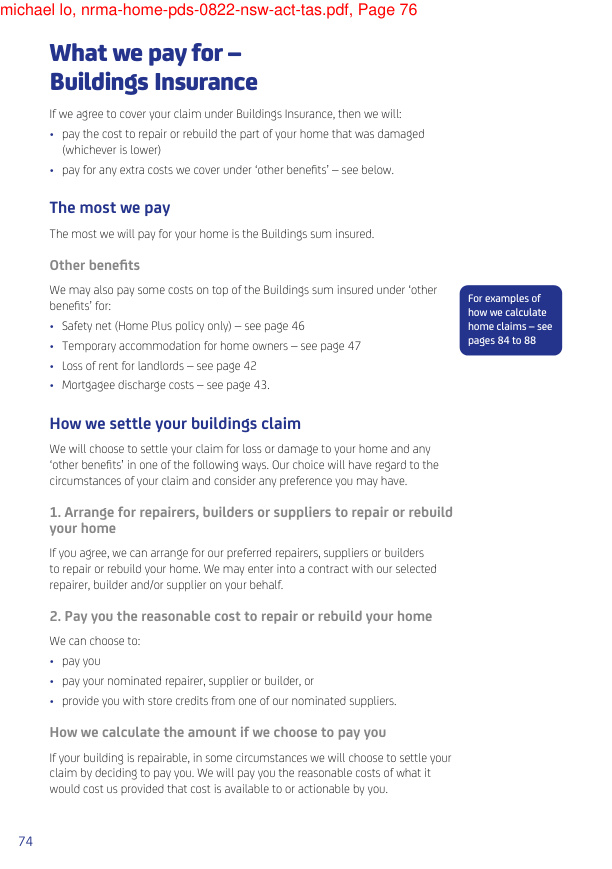 michael lo, nrma-home-pds-0822-nsw-act-tas.pdf, Page 76
What we pay for –
Buildings Insurance
If we agree to cover your claim under Buildings Insurance, then we will:
• pay the cost to repair or rebuild the part of your home that was damaged
(whichever is lower)
• pay for any extra costs we cover under ‘other benefits’ – see below.
The most we pay
The most we will pay for your home is the Buildings sum insured.
Other benefits
We may also pay some costs on top of the Buildings sum insured under ‘other
benefits’ for:
• Safety net (Home Plus policy only) – see page 46
• Temporary accommodation for home owners – see page 47
• Loss of rent for landlords – see page 42
• Mortgagee discharge costs – see page 43.
For examples of
how we calculate
home claims – see
pages 84 to 88
How we settle your buildings claim
We will choose to settle your claim for loss or damage to your home and any
‘other benefits’ in one of the following ways. Our choice will have regard to the
circumstances of your claim and consider any preference you may have.
1. Arrange for repairers, builders or suppliers to repair or rebuild
your home
If you agree, we can arrange for our preferred repairers, suppliers or builders
to repair or rebuild your home. We may enter into a contract with our selected
repairer, builder and/or supplier on your behalf.
2. Pay you the reasonable cost to repair or rebuild your home
We can choose to:
• pay you
• pay your nominated repairer, supplier or builder, or
• provide you with store credits from one of our nominated suppliers.
How we calculate the amount if we choose to pay you
If your building is repairable, in some circumstances we will choose to settle your
claim by deciding to pay you. We will pay you the reasonable costs of what it
would cost us provided that cost is available to or actionable by you.
74